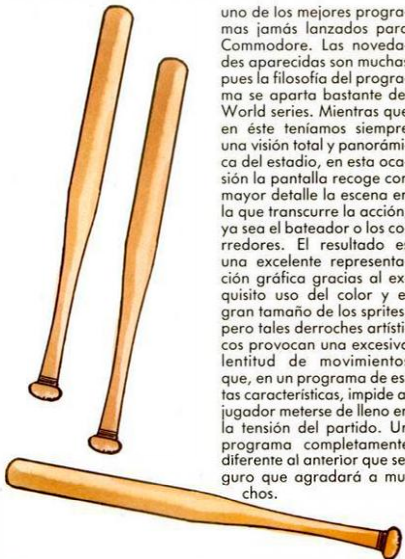 uno de los mejores progra-
mas jamás lanzados para
Commodore. Las noveda-
des aparecidas son muchas
pues la filosofía del progra-
ma se aparta bastante de
World series. Mientras que
en éste teníamos siempre
una visión total y panorámi-
ca del estadio, en esta oca-
sión la pantalla recoge con
mayor detalle la escena en
la que transcurre la acción,
ya sea el bateador o los co-
rredores. El resultado es
una excelente representa-
ción gráfica gracias al ex-
quisito uso del color y el
gran tamaño de los sprites,
pero tales derroches artísti-
cos provocan una excesiva
lentitud de movimientos
que, en un programa de es-
tas características, impide al
jugador meterse de lleno en
la tensión del partido. Un
programa completamente
diferente al anterior que se-
guro que agradará a mu-
chos.